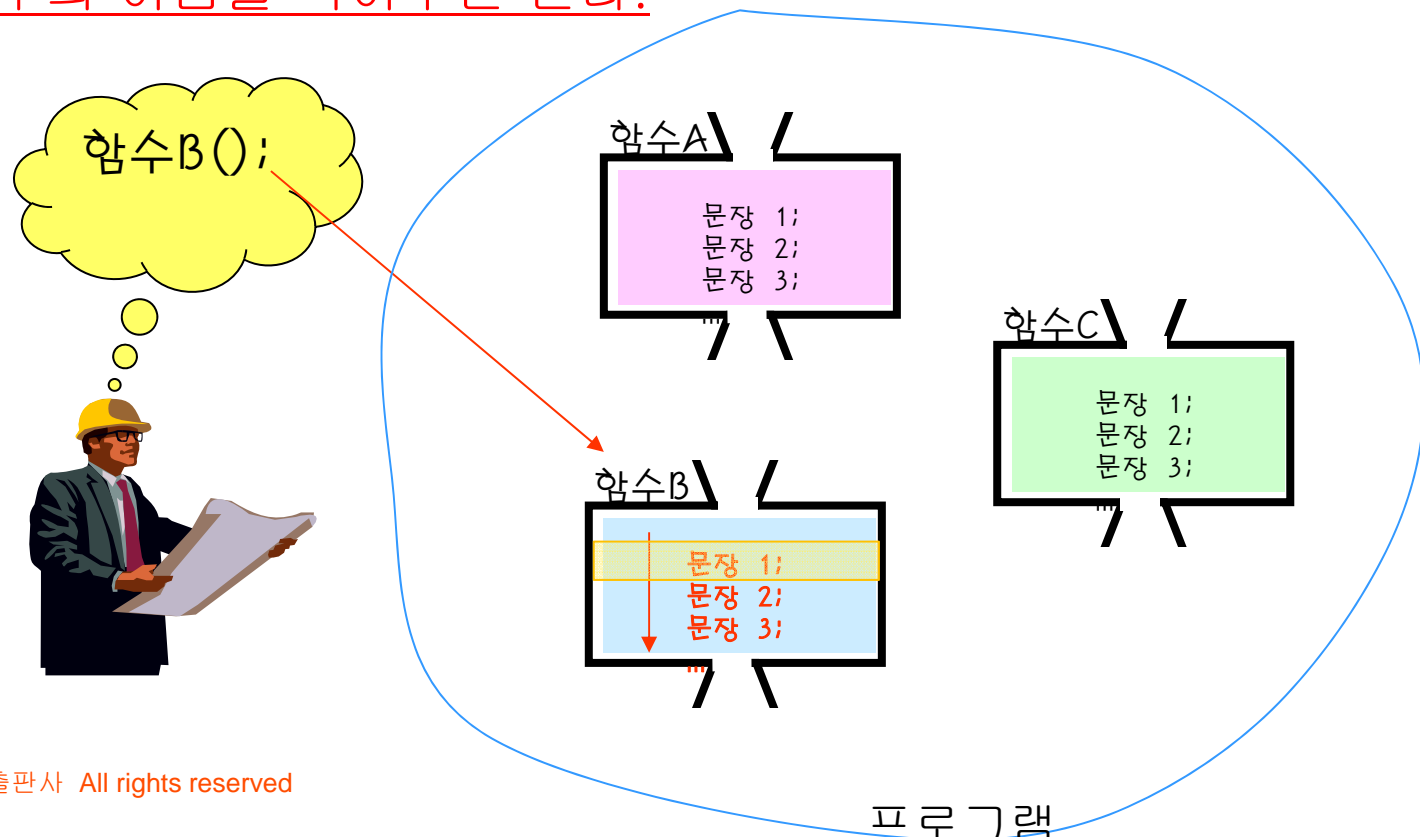 함수B();
함수A
문장 1;
문장 2;
문장 3;
...
함수C
문장 1;
문장 2;
문장 3;
...
함수B
문장 1;
문장 2;
문장 3;
...
출판사 All rights reserved
프로그램